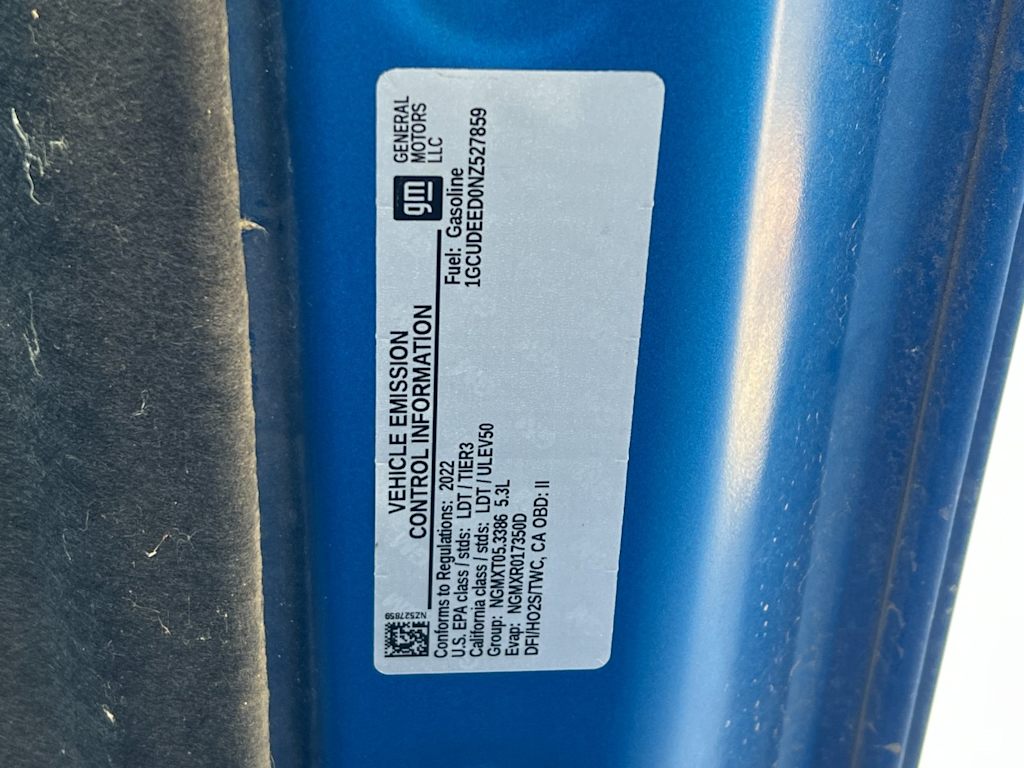 NZ527859
VEHICLE EMISSION
CONTROL INFORMATION
gm
GENERAL
MOTORS
LLC
Conforms to Regulations: 2022
Fuel: Gasoline
U.S. EPA class / stds: LDT / TIER3
1GCUDEED0NZ527859
California class / stds: LDT / ULEV50
Group: NGMXT05.3386 5.3L
Evap: NGMXR017350D
DFI/HO2S/TWC, CA OBD: II